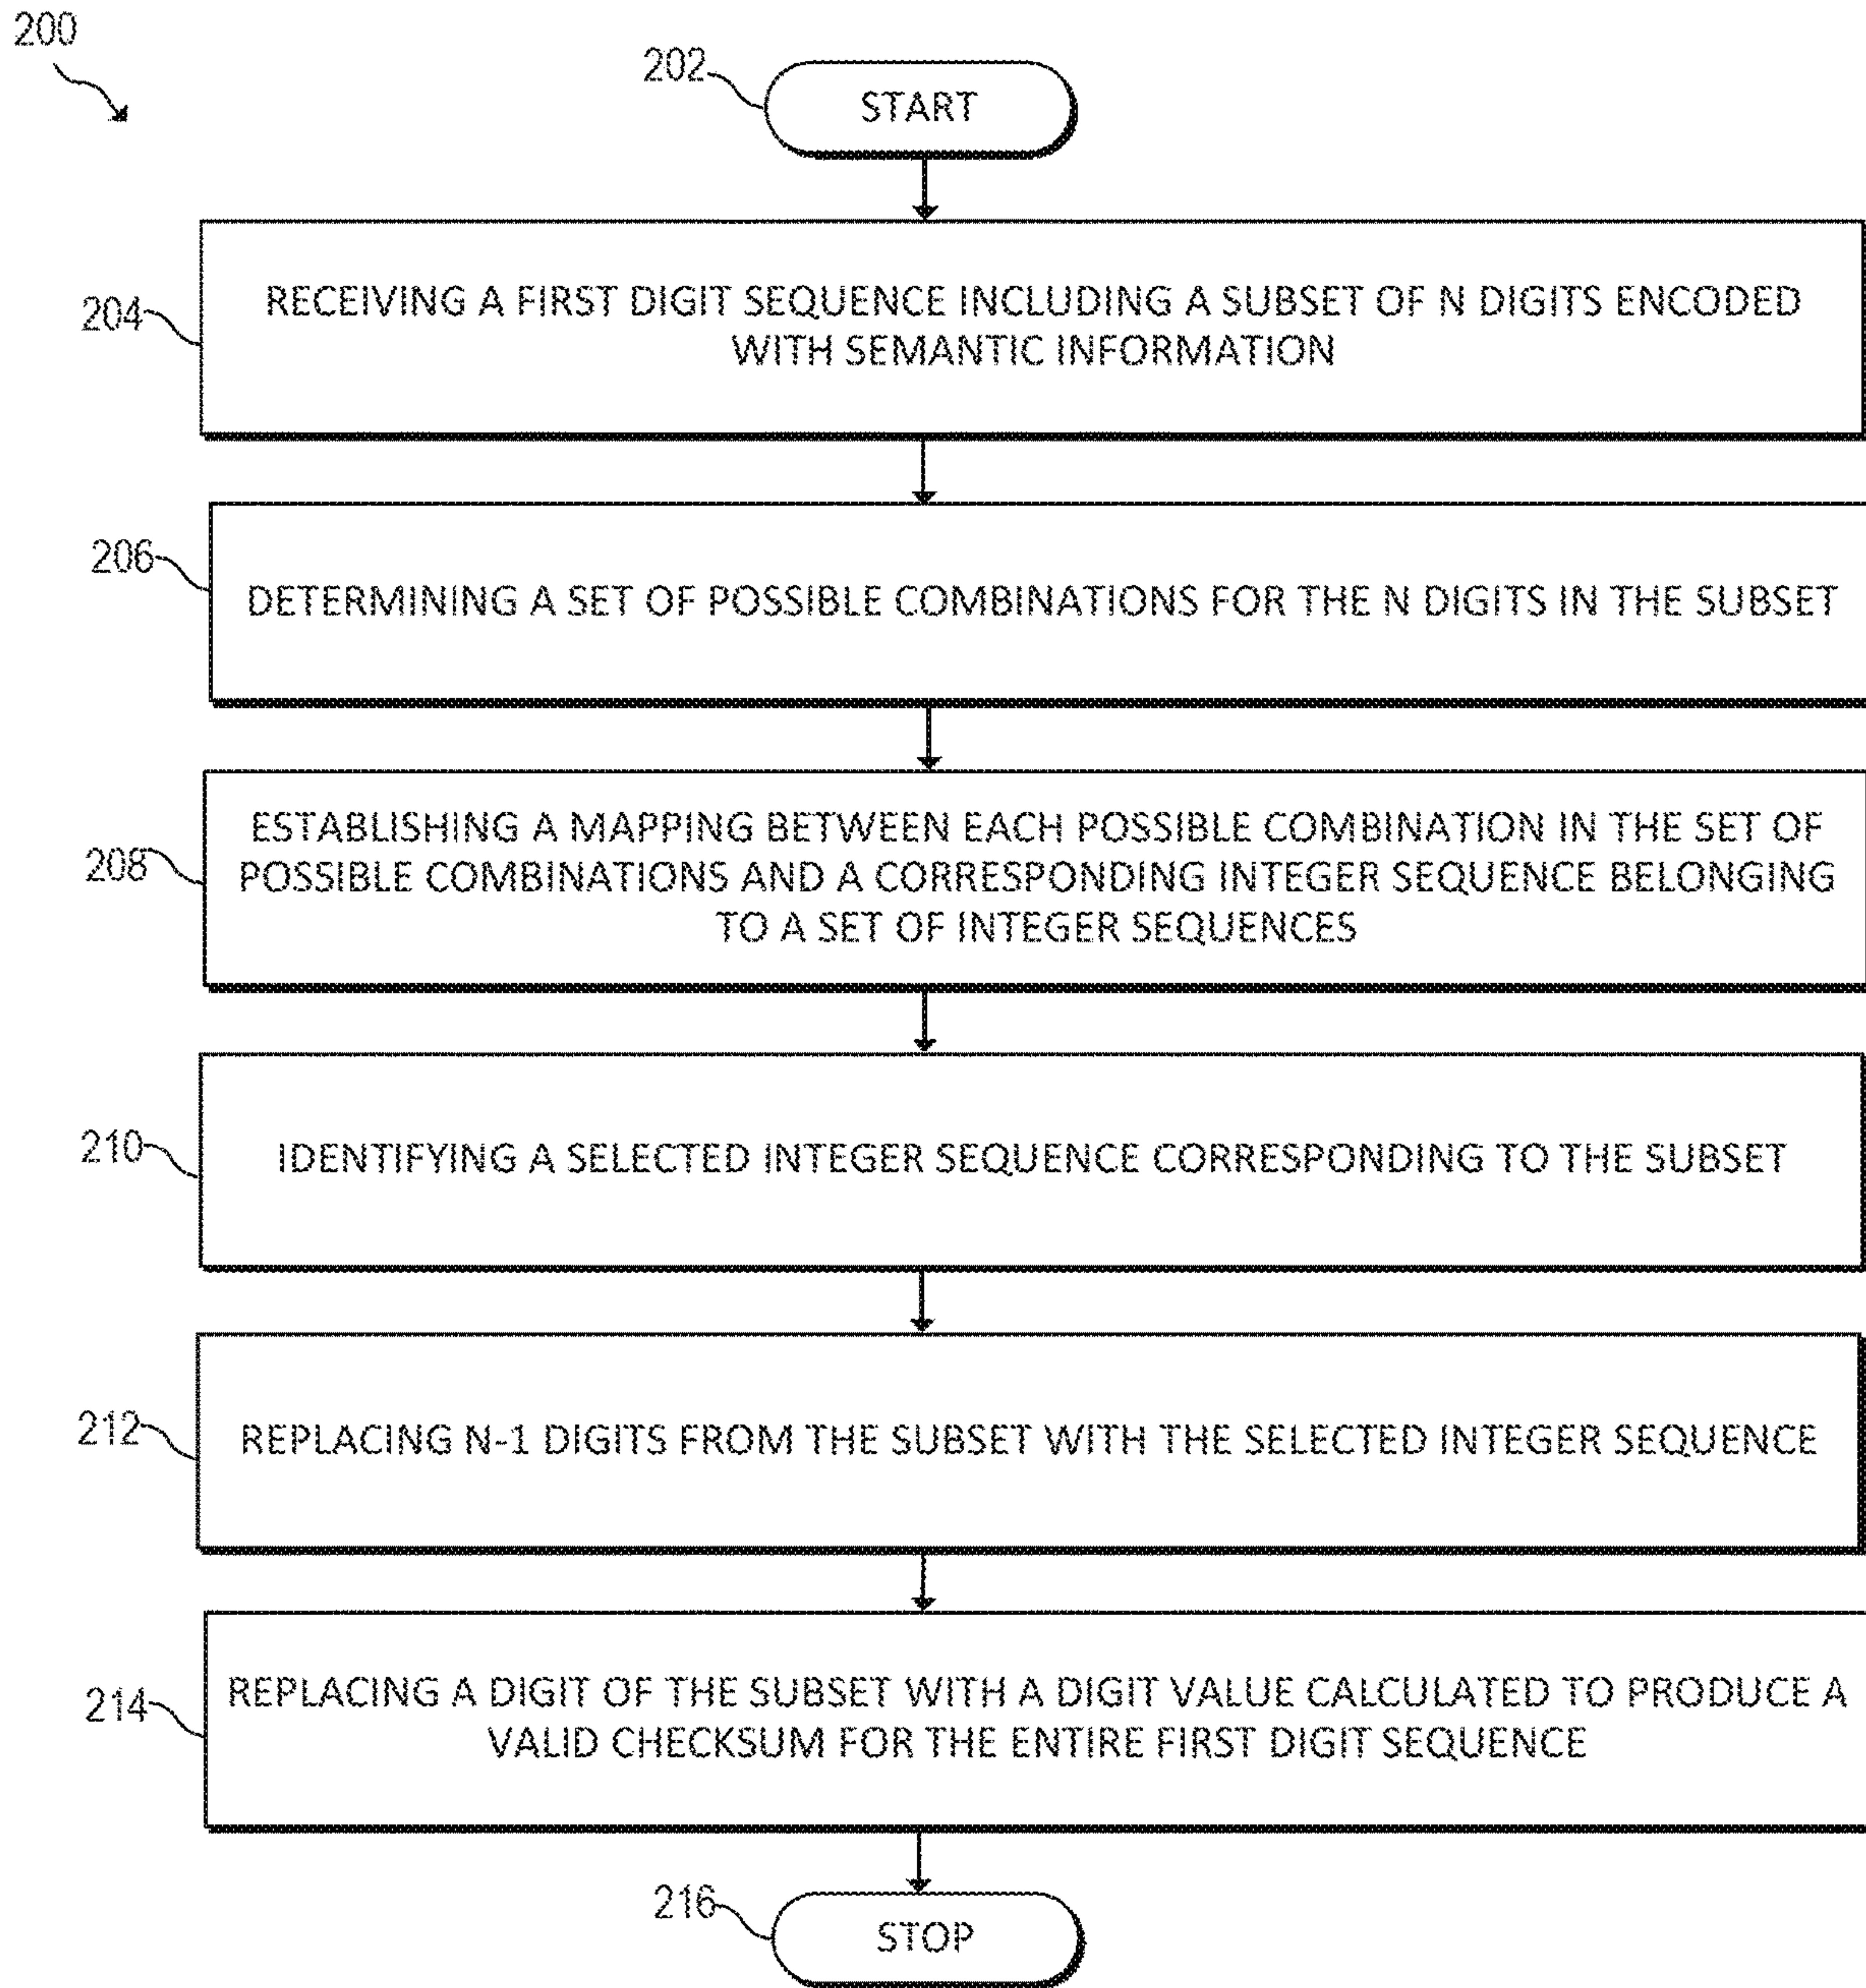 200
202
START
204
RECEIVING A FIRST DIGIT SEQUENCE INCLUDING A SUBSET OF N DIGITS ENCODED
WITH SEMANTIC INFORMATION
206
DETERMINING A SET OF POSSIBLE COMBINATIONS FOR THE N DIGITS IN THE SUBSET
208
ESTABLISHING A MAPPING BETWEEN EACH POSSIBLE COMBINATION IN THE SET OF
POSSIBLE COMBINATIONS AND A CORRESPONDING INTEGER SEQUENCE BELONGING
TO A SET OF INTEGER SEQUENCES
210
IDENTIFYING A SELECTED INTEGER SEQUENCE CORRESPONDING TO THE SUBSET
212
REPLACING N-1 DIGITS FROM THE SUBSET WITH THE SELECTED INTEGER SEQUENCE
214
REPLACING A DIGIT OF THE SUBSET WITH A DIGIT VALUE CALCULATED TO PRODUCE A
VALID CHECKSUM FOR THE ENTIRE FIRST DIGIT SEQUENCE
216
STOP